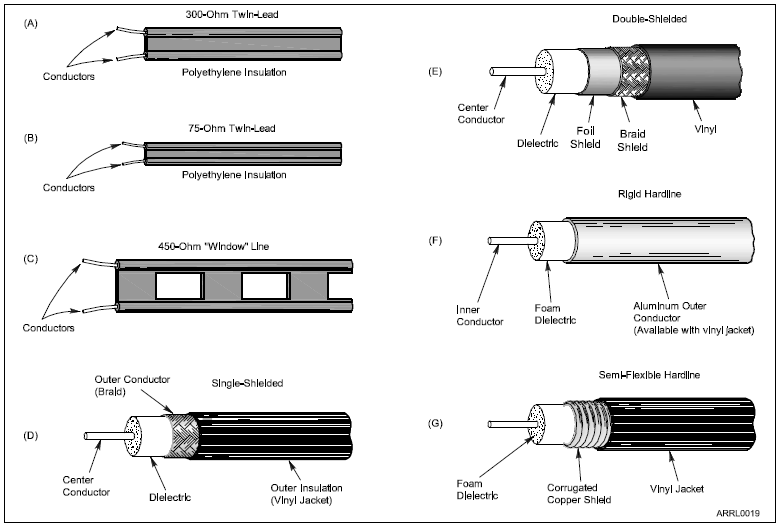 (A)
300-Ohm Twin-Lead
Conductors
Polyethylene Insulation
(B)
75-Ohm Twin-Lead
Conductors
Polyethylene Insulation
(C)
450-Ohm "Window" Line
Conductors
(D)
Outer Conductor
(Braid)
Single-Shielded
Center
Conductor
Dielectric
Outer Insulation
(Vinyl Jacket)
Double-Shielded
(E)
Center
Conductor
Dielectric
Foil
Shield
Braid
Shield
Vinyl
Rigid Hardline
(F)
Inner
Conductor
Foam
Dielectric
Aluminum Outer
Conductor
(Available with vinyl jacket)
Semi-Flexible Hardline
(G)
Foam
Dielectric
Corrugated
Copper Shield
Vinyl Jacket
ARRL0019